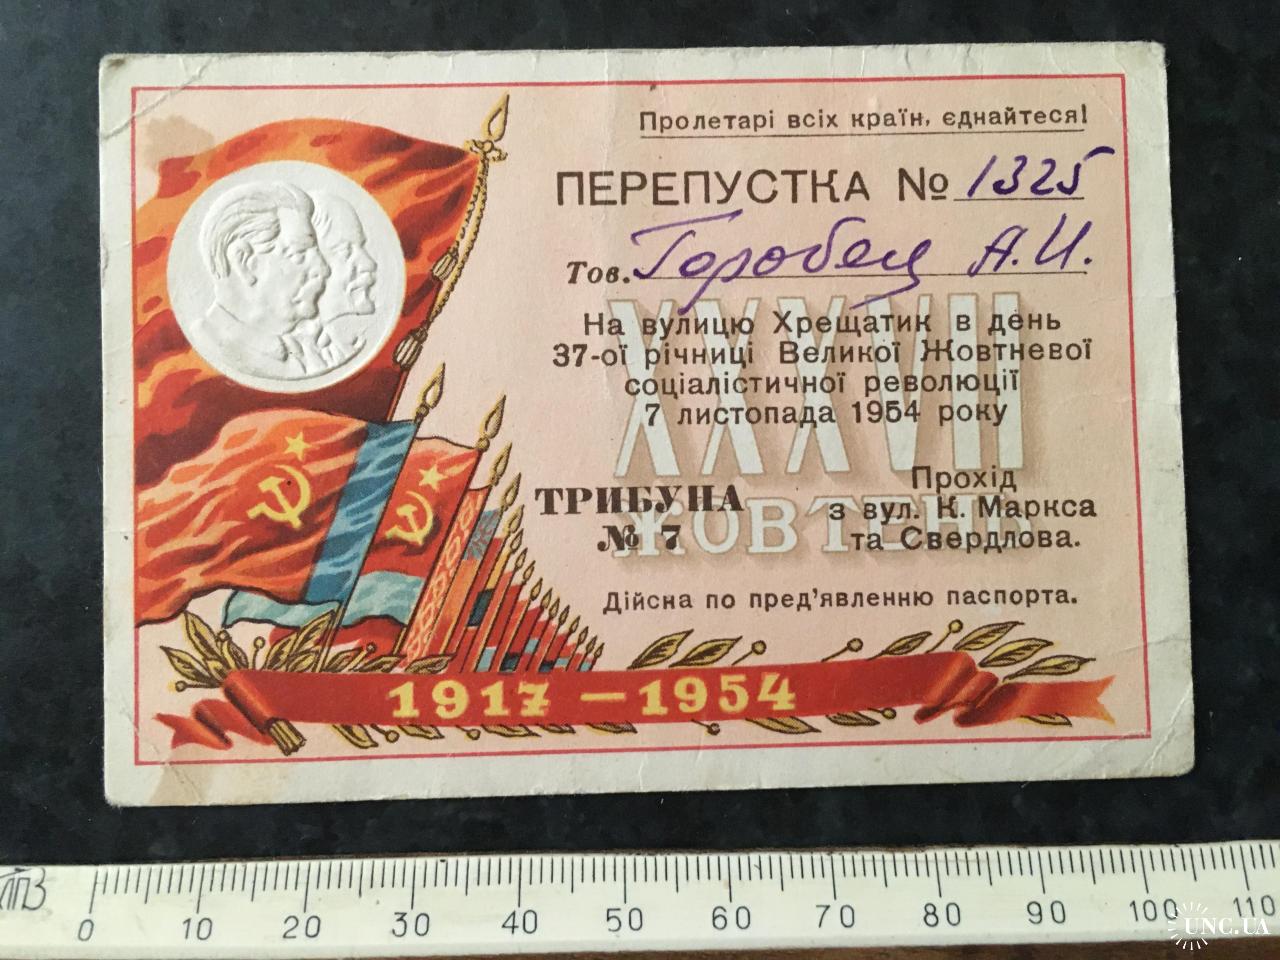 Пролетарі всіх країн, єднайтеся!
ПЕРЕПУСТКА № 1325
Тов. Горобец А.И.
На вулицю Хрещатик в день
37-ої річниці Великої Жовтневої
соціалістичної революції
7 листопада 1954 року
XXXVII
ЖОВТЕНЬ
ТРИБУНА
№ 7
Прохід
з вул. К. Маркса
та Свердлова.
Дійсна по пред'явленню паспорта.
1917 — 1954
0 10 20 30 40 50 60 70 80 90 100 110
UNC.UA